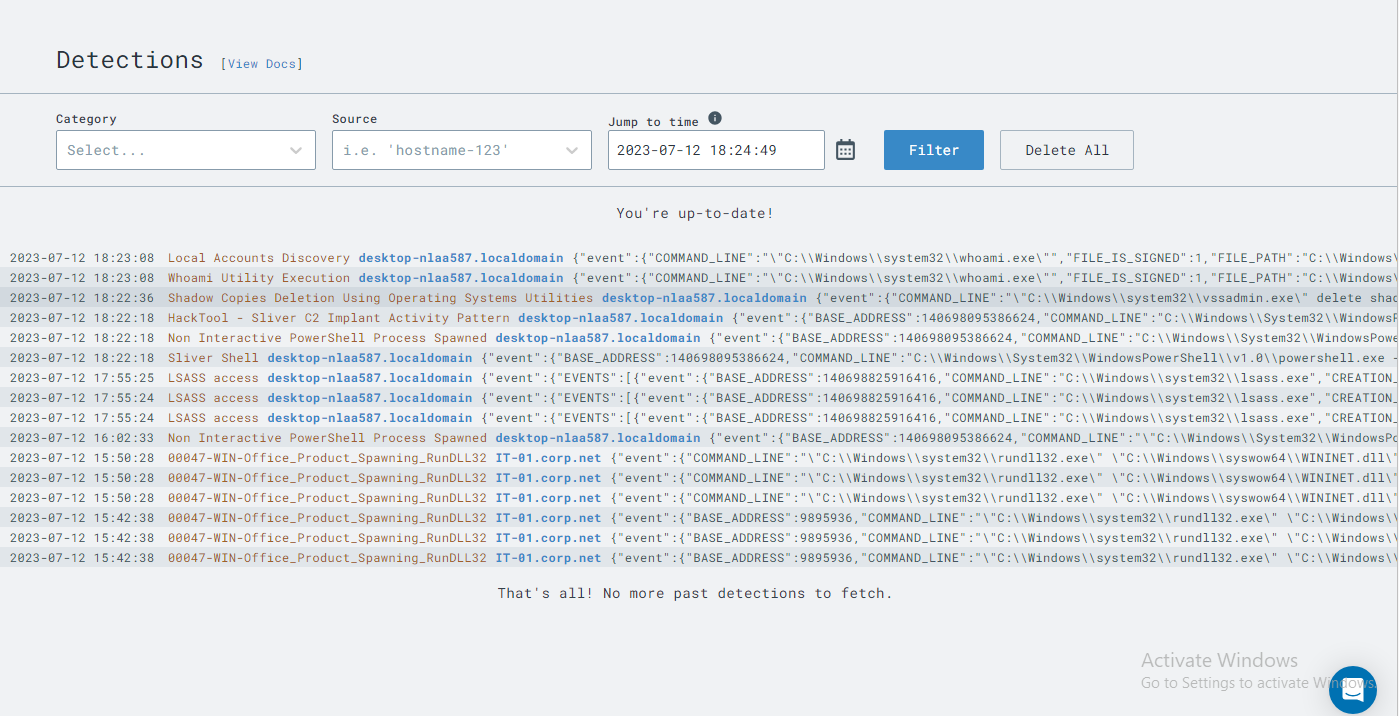 Detections [View Docs]
Category
Source
Jump to time
Select...
i.e. 'hostname-123'
2023-07-12 18:24:49
Filter
Delete All
You're up-to-date!
2023-07-12 18:23:08 Local Accounts Discovery desktop-nlaa587.localdomain {"event":{"COMMAND_LINE":"\"C:\\Windows\\system32\\whoami.exe\"","FILE_IS_SIGNED":1,"FILE_PATH":"C:\\Windows\
2023-07-12 18:23:08 Whoami Utility Execution desktop-nlaa587.localdomain {"event":{"COMMAND_LINE":"\"C:\\Windows\\system32\\whoami.exe\"","FILE_IS_SIGNED":1,"FILE_PATH":"C:\\Windows\
2023-07-12 18:22:36 Shadow Copies Deletion Using Operating Systems Utilities desktop-nlaa587.localdomain {"event":{"COMMAND_LINE":"\"C:\\Windows\\system32\\vssadmin.exe\" delete shad
2023-07-12 18:22:18 HackTool - Sliver C2 Implant Activity Pattern desktop-nlaa587.localdomain {"event":{"BASE_ADDRESS":140698095386624,"COMMAND_LINE":"C:\\Windows\\System32\\WindowsP
2023-07-12 18:22:18 Non Interactive PowerShell Process Spawned desktop-nlaa587.localdomain {"event":{"BASE_ADDRESS":140698095386624,"COMMAND_LINE":"C:\\Windows\\System32\\WindowsPowe
2023-07-12 18:22:18 Sliver Shell desktop-nlaa587.localdomain {"event":{"BASE_ADDRESS":140698095386624,"COMMAND_LINE":"C:\\Windows\\System32\\WindowsPowerShell\\v1.0\\powershell.exe -
2023-07-12 17:55:25 LSASS access desktop-nlaa587.localdomain {"event":{"EVENTS":[{"event":{"BASE_ADDRESS":140698825916416,"COMMAND_LINE":"C:\\Windows\\system32\\lsass.exe","CREATION_
2023-07-12 17:55:24 LSASS access desktop-nlaa587.localdomain {"event":{"EVENTS":[{"event":{"BASE_ADDRESS":140698825916416,"COMMAND_LINE":"C:\\Windows\\system32\\lsass.exe","CREATION_
2023-07-12 17:55:24 LSASS access desktop-nlaa587.localdomain {"event":{"EVENTS":[{"event":{"BASE_ADDRESS":140698825916416,"COMMAND_LINE":"C:\\Windows\\system32\\lsass.exe","CREATION_
2023-07-12 16:02:33 Non Interactive PowerShell Process Spawned desktop-nlaa587.localdomain {"event":{"BASE_ADDRESS":140698095386624,"COMMAND_LINE":"\"C:\\Windows\\System32\\WindowsPo
2023-07-12 15:50:28 00047-WIN-Office_Product_Spawning_RunDLL32 IT-01.corp.net {"event":{"COMMAND_LINE":"\"C:\\Windows\\system32\\rundll32.exe\" \"C:\\Windows\\syswow64\\WININET.dll\"
2023-07-12 15:50:28 00047-WIN-Office_Product_Spawning_RunDLL32 IT-01.corp.net {"event":{"COMMAND_LINE":"\"C:\\Windows\\system32\\rundll32.exe\" \"C:\\Windows\\syswow64\\WININET.dll\"
2023-07-12 15:50:28 00047-WIN-Office_Product_Spawning_RunDLL32 IT-01.corp.net {"event":{"COMMAND_LINE":"\"C:\\Windows\\system32\\rundll32.exe\" \"C:\\Windows\\syswow64\\WININET.dll\"
2023-07-12 15:42:38 00047-WIN-Office_Product_Spawning_RunDLL32 IT-01.corp.net {"event":{"BASE_ADDRESS":9895936,"COMMAND_LINE":"\"C:\\Windows\\system32\\rundll32.exe\" \"C:\\Windows\\
2023-07-12 15:42:38 00047-WIN-Office_Product_Spawning_RunDLL32 IT-01.corp.net {"event":{"BASE_ADDRESS":9895936,"COMMAND_LINE":"\"C:\\Windows\\system32\\rundll32.exe\" \"C:\\Windows\\
2023-07-12 15:42:38 00047-WIN-Office_Product_Spawning_RunDLL32 IT-01.corp.net {"event":{"BASE_ADDRESS":9895936,"COMMAND_LINE":"\"C:\\Windows\\system32\\rundll32.exe\" \"C:\\Windows\\
That's all! No more past detections to fetch.
Activate Windows
Go to Settings to activate Windows.